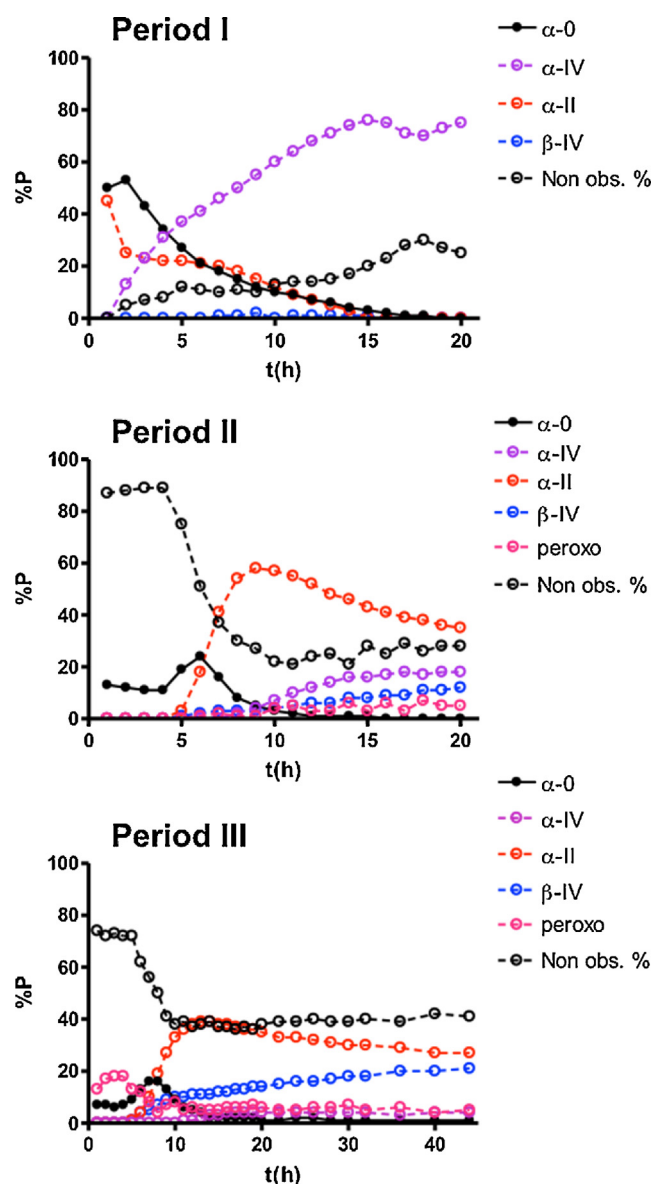 Period I
α-0
α-IV
α-II
β-IV
Non obs. %
100
80
60
40
20
0
%P
0 5 10 15 20
t(h)
Period II
α-0
α-IV
α-II
β-IV
peroxo
Non obs. %
100
80
60
40
20
0
%P
0 5 10 15 20
t(h)
Period III
α-0
α-IV
α-II
β-IV
peroxo
Non obs. %
100
80
60
40
20
0
%P
0 10 20 30 40
t(h)